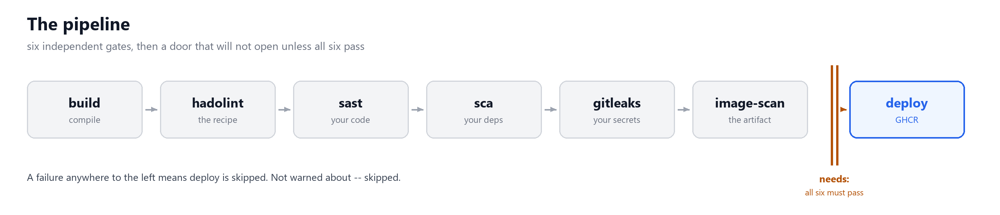 The pipeline
six independent gates, then a door that will not open unless all six pass
build
compile
hadolint
the recipe
sast
your code
sca
your deps
gitleaks
your secrets
image-scan
the artifact
deploy
GHCR
A failure anywhere to the left means deploy is skipped. Not warned about -- skipped.
needs:
all six must pass